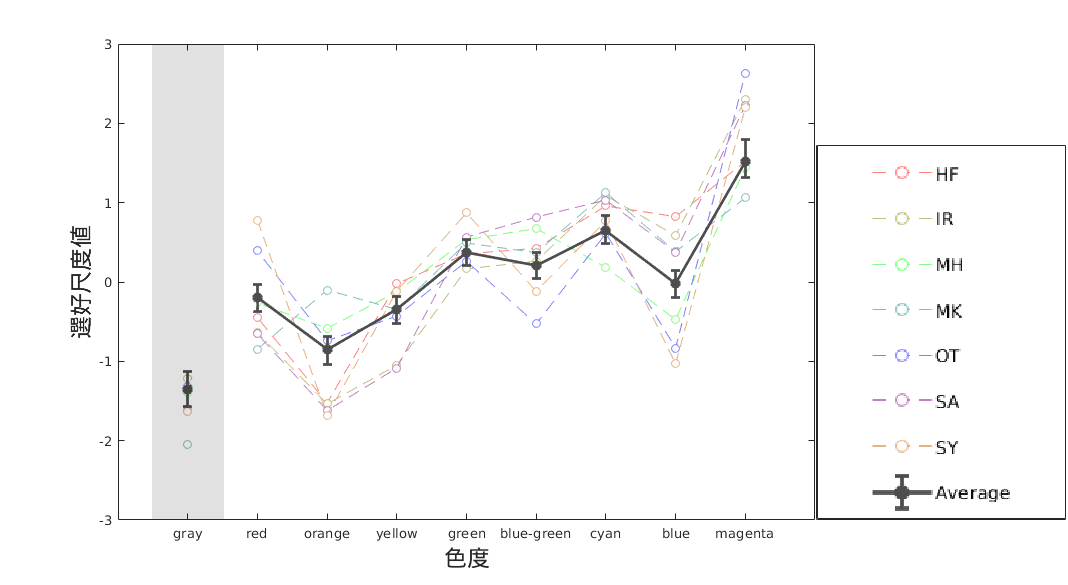 3
2
1
0
-1
-2
-3
選好尺度値
gray red orange yellow green blue-green cyan blue magenta
色度
HF
IR
MH
MK
OT
SA
SY
Average